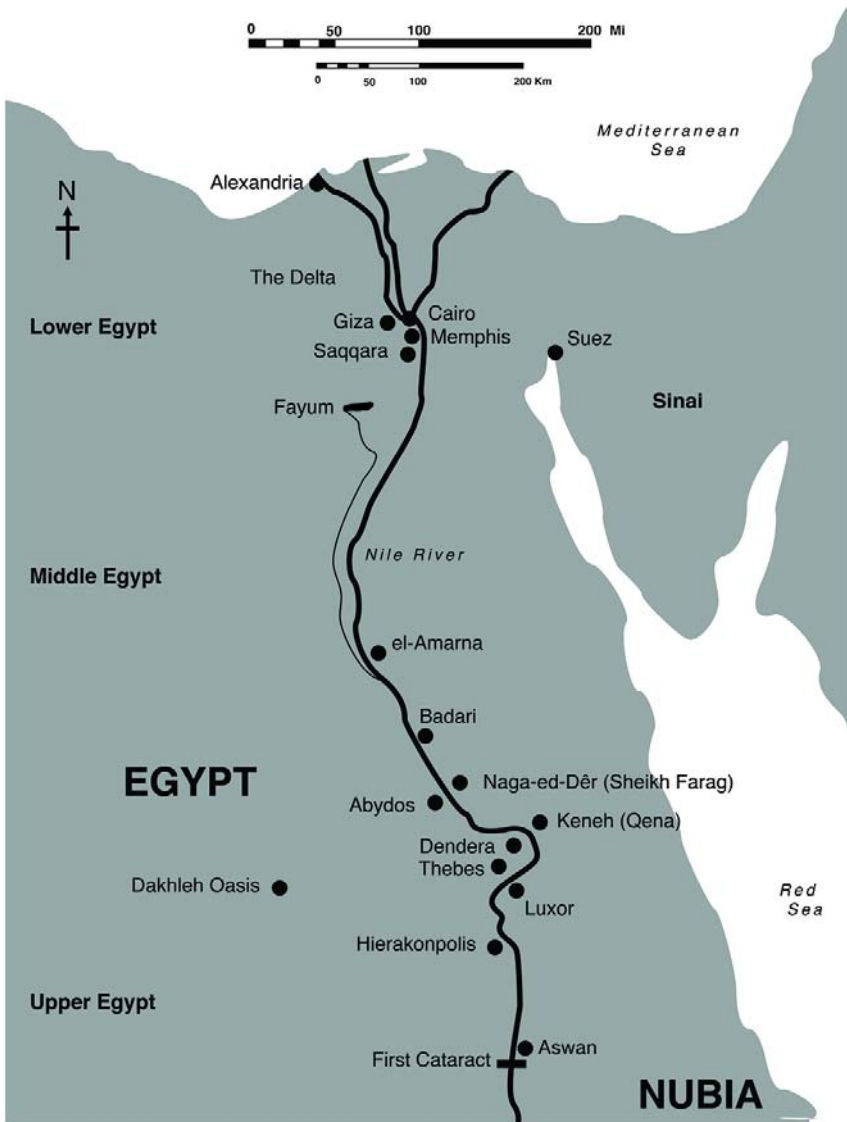 0 50 100 200 Mi
0 50 100 200 Km
Mediterranean
Sea
Alexandria
N
The Delta
Lower Egypt
Cairo
Giza
Memphis
Saqqara
Suez
Sinai
Fayum
Nile River
Middle Egypt
el-Amarna
Badari
EGYPT
Naga-ed-Dêr (Sheikh Farag)
Abydos
Keneh (Qena)
Dendera
Thebes
Dakhleh Oasis
Luxor
Red
Sea
Hierakonpolis
Upper Egypt
Aswan
First Cataract
NUBIA